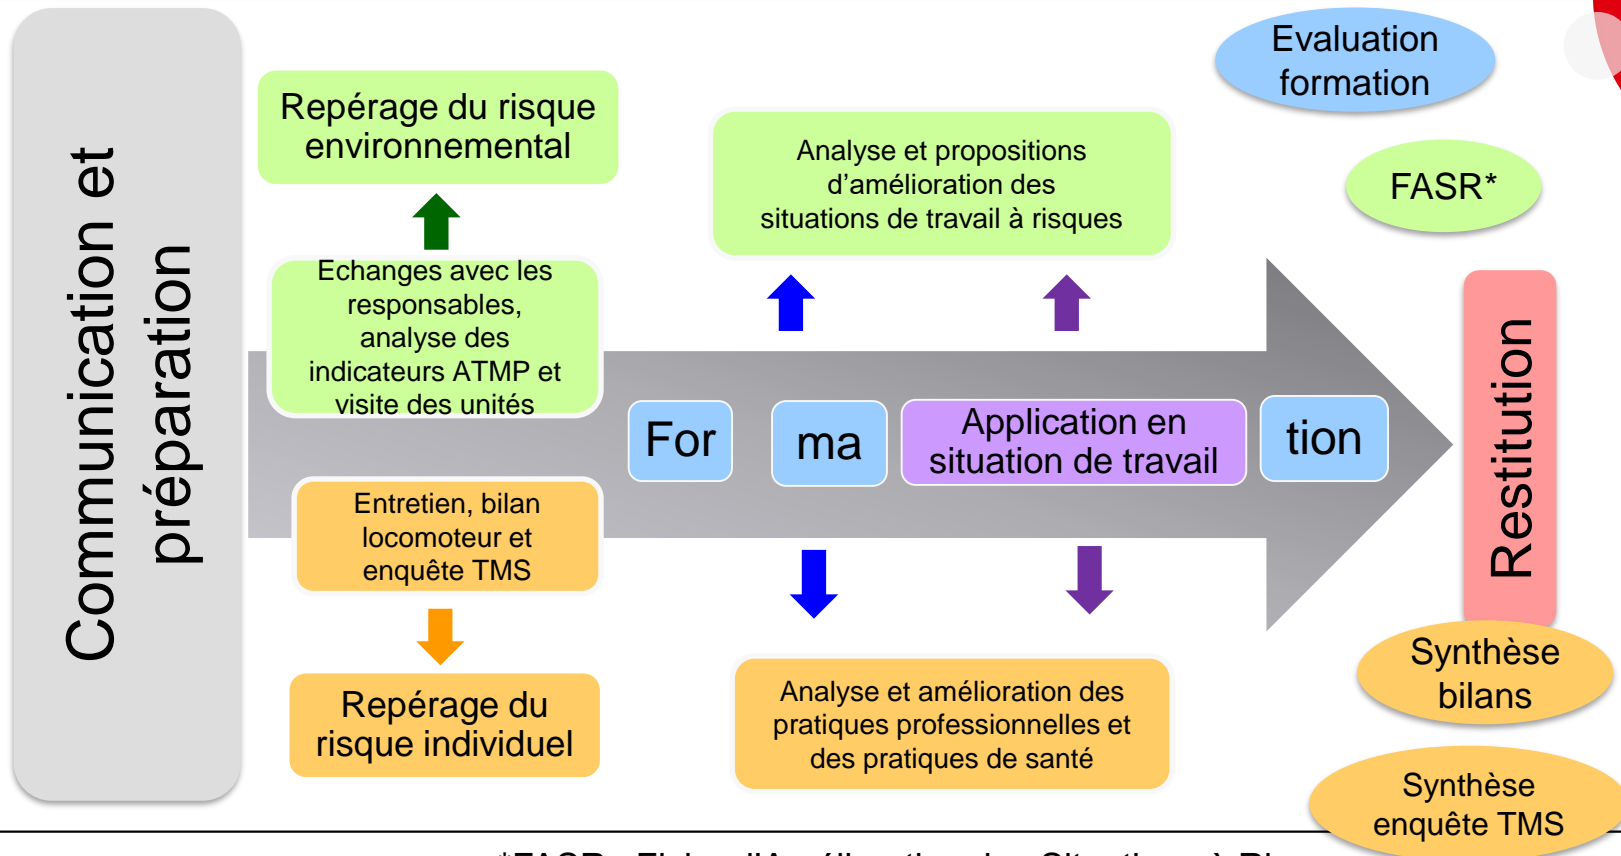 Communication et
préparation
Repérage du risque
environnemental
Echanges avec les
responsables,
analyse des
indicateurs ATMP et
visite des unités
Entretien, bilan
locomoteur et
enquête TMS
Repérage du
risque individuel
Analyse et propositions
d'amélioration des
situations de travail à risques
For
ma
Application en
situation de travail
tion
Analyse et amélioration des
pratiques professionnelles et
des pratiques de santé
Evaluation
formation
FASR*
Restitution
Synthèse
bilans
Synthèse
enquête TMS